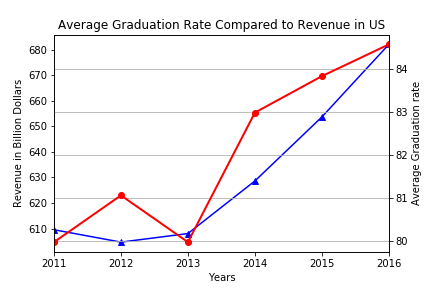 Average Graduation Rate Compared to Revenue in US
680
670
660
650
640
630
620
610
Revenue in Billion Dollars
84
83
82
81
80
Average Graduation rate
2011 2012 2013 2014 2015 2016
Years